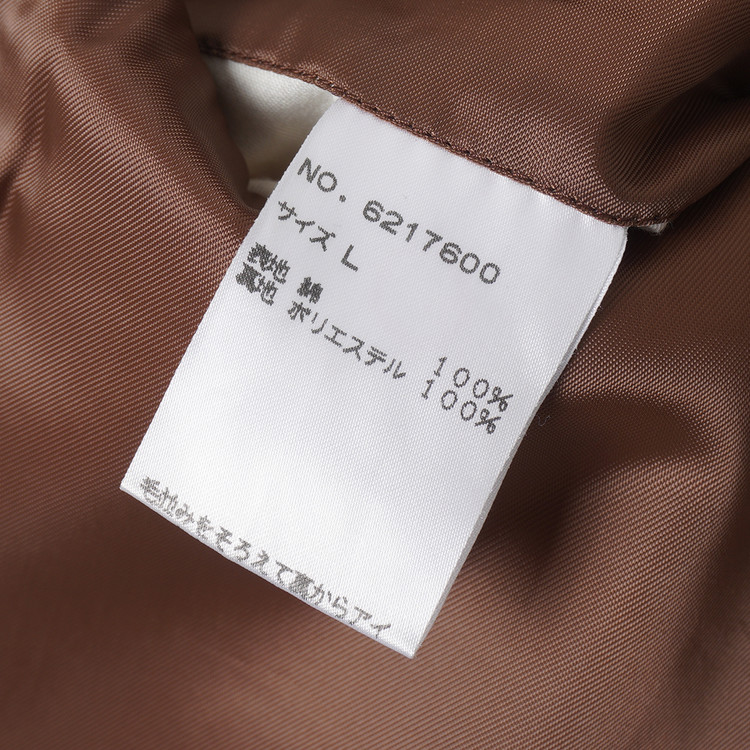 NO. 6217600
サイズ L
表地 綿 100%
裏地 ポリエステル 100%
毛並みをそろえて裏からアイ